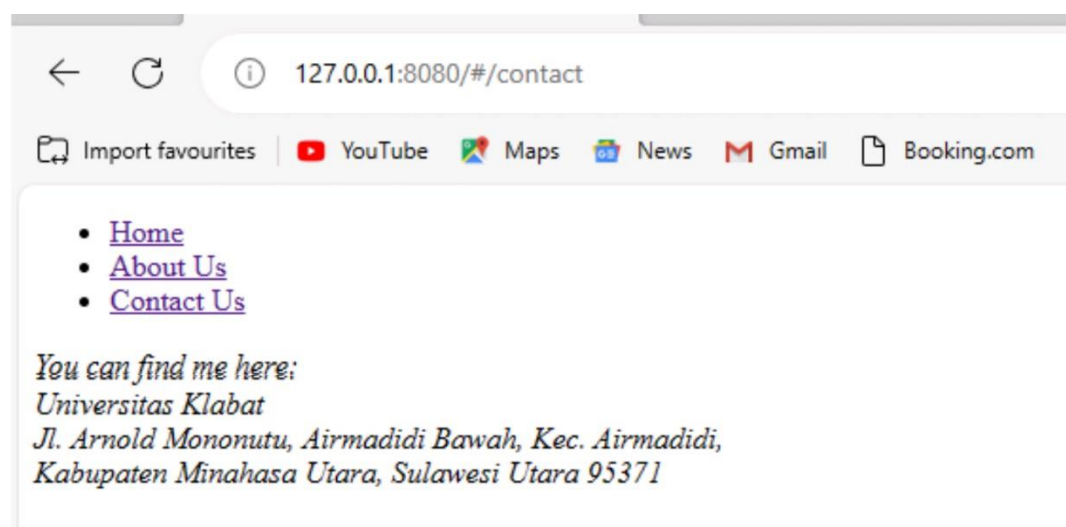 127.0.0.1:8080/#/contact
Import favourites YouTube Maps News Gmail Booking.com
Home
About Us
Contact Us
You can find me here:
Universitas Klabat
Jl. Arnold Mononutu, Airmadidi Bawah, Kec. Airmadidi,
Kabupaten Minahasa Utara, Sulawesi Utara 95371